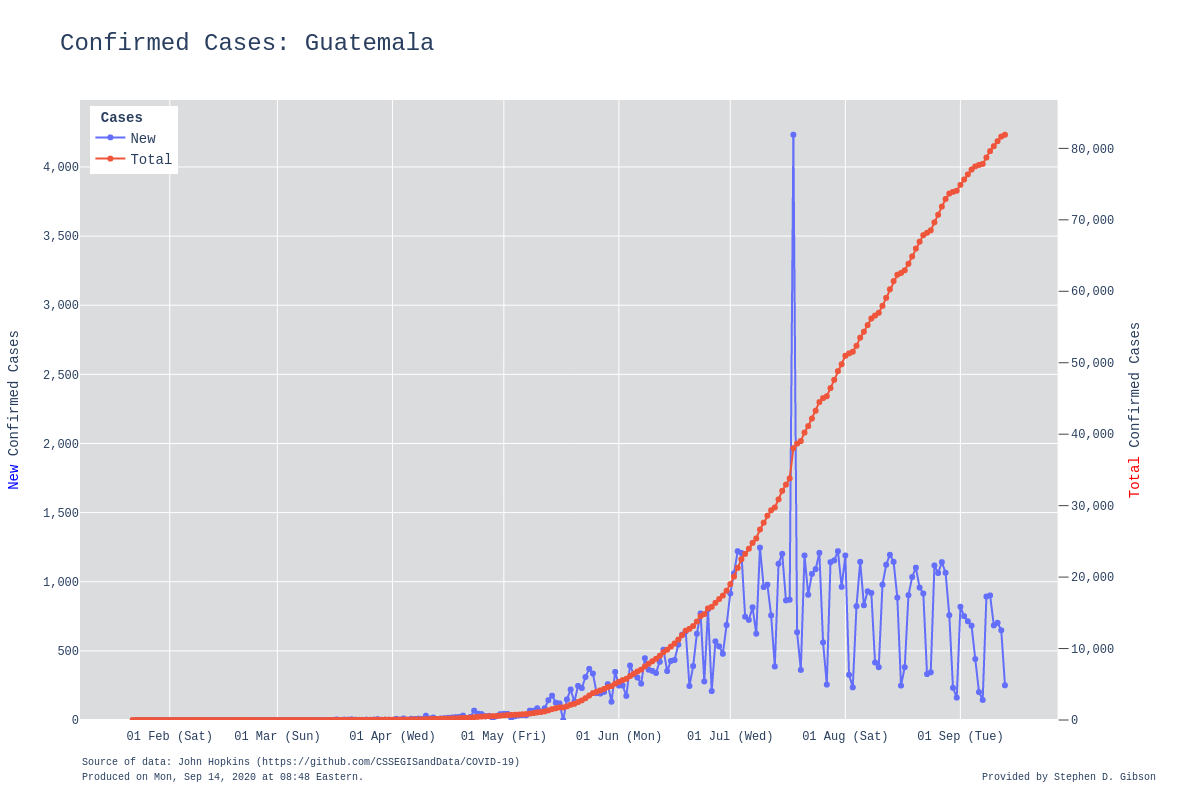 Confirmed Cases: Guatemala
Cases
New
Total
4,000
3,500
3,000
2,500
2,000
1,500
1,000
500
0
New Confirmed Cases
80,000
70,000
60,000
50,000
40,000
30,000
20,000
10,000
0
Total Confirmed Cases
01 Feb (Sat) 01 Mar (Sun) 01 Apr (Wed) 01 May (Fri) 01 Jun (Mon) 01 Jul (Wed) 01 Aug (Sat) 01 Sep (Tue)
Source of data: John Hopkins (https://github.com/CSSEGISandData/COVID-19)
Produced on Mon, Sep 14, 2020 at 08:48 Eastern.
Provided by Stephen D. Gibson